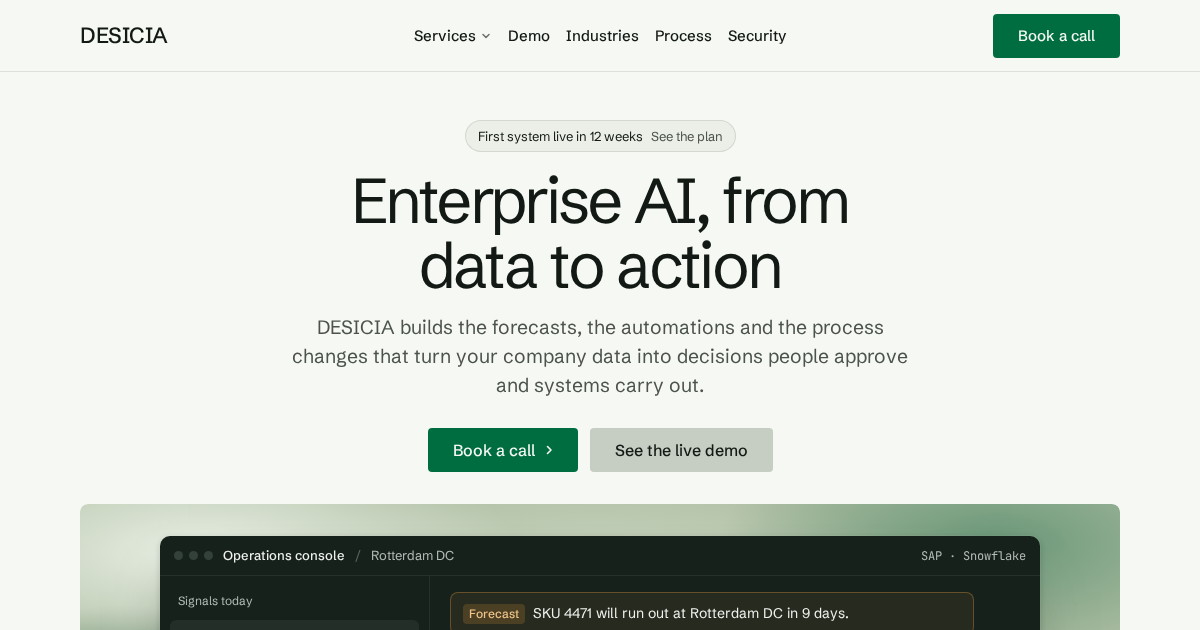 DESICIA
Services Demo Industries Process Security
Book a call
First system live in 12 weeks See the plan
Enterprise AI, from
data to action
DESICIA builds the forecasts, the automations and the process
changes that turn your company data into decisions people approve
and systems carry out.
Book a call
See the live demo
Operations console / Rotterdam DC
SAP · Snowflake
Signals today
Forecast SKU 4471 will run out at Rotterdam DC in 9 days.